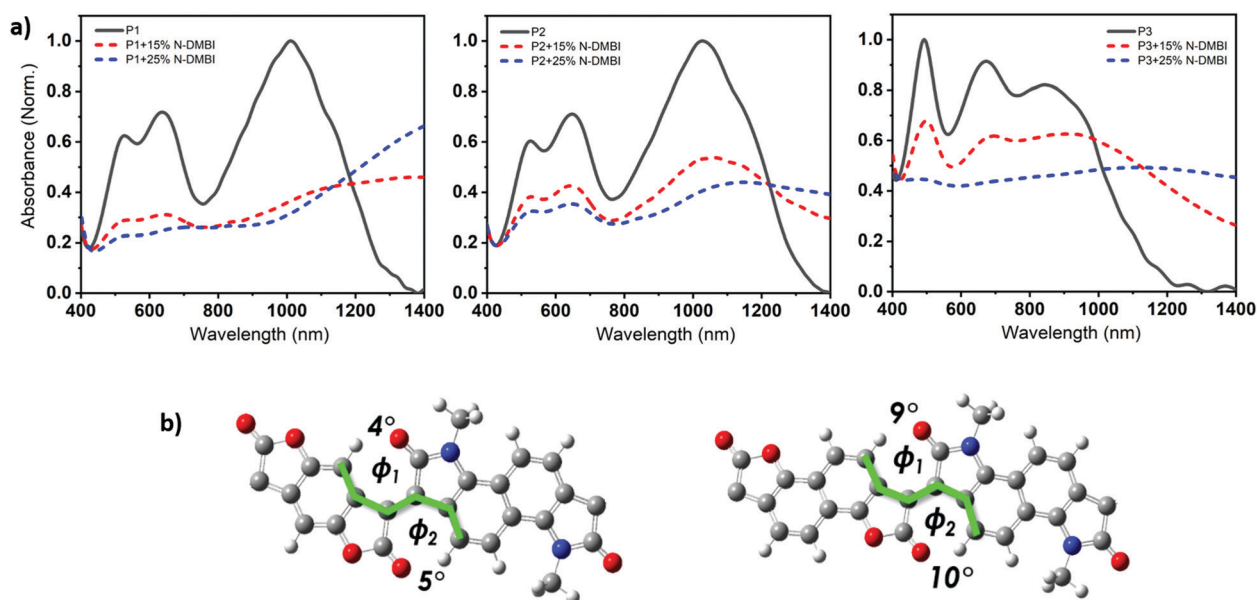 a)
Absorbance (Norm.)
1.0
0.8
0.6
0.4
0.2
0.0
P1
P1+15% N-DMBI
P1+25% N-DMBI
400 600 800 1000 1200 1400
Wavelength (nm)
1.0
0.8
0.6
0.4
0.2
0.0
P2
P2+15% N-DMBI
P2+25% N-DMBI
400 600 800 1000 1200 1400
Wavelength (nm)
1.0
0.8
0.6
0.4
0.2
0.0
P3
P3+15% N-DMBI
P3+25% N-DMBI
400 600 800 1000 1200 1400
Wavelength (nm)
b)
4°
ϕ1
ϕ2
5°
9°
ϕ1
ϕ2
10°